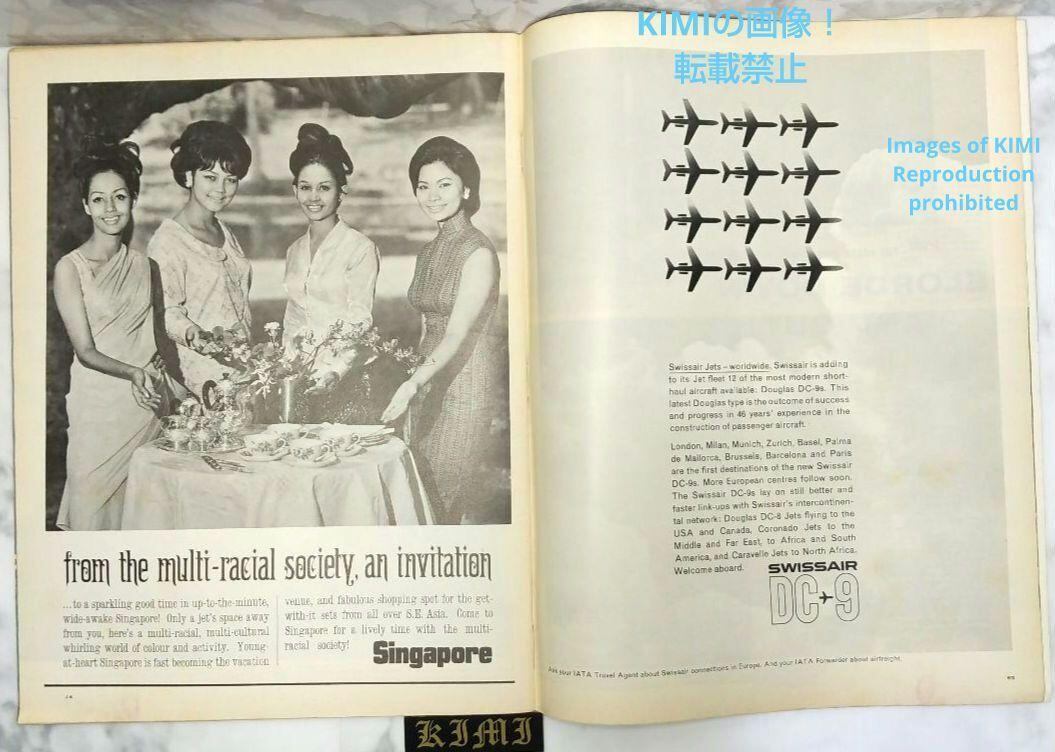 from the multi-racial society, an invitation
...to a sparkling good time in up-to-the-minute,
wide-awake Singapore! Only a jet's space away
from you, here's a multi-racial, multi-cultural
whirling world of colour and activity. Young-
at-heart Singapore is fast becoming the vacation
venue, and fabulous shopping spot for the get-
with-it sets from all over S.E. Asia. Come to
Singapore for a lively time with the multi-
racial society!
Singapore
KIMIの画像！
転載禁止
Images of KIMI
Reproduction
prohibited
Swissair Jets – worldwide. Swissair is adding
to its Jet fleet 12 of the most modern short-
haul aircraft available: Douglas DC-9s. This
latest Douglas type is the outcome of success
and progress in 46 years' experience in the
construction of passenger aircraft.
London, Milan, Munich, Zurich, Basel, Palma
de Mallorca, Brussels, Barcelona and Paris
are the first destinations of the new Swissair
DC-9s. More European centres follow soon.
The Swissair DC-9s lay on still better and
faster link-ups with Swissair's intercontinen-
tal network: Douglas DC-8 Jets flying to the
USA and Canada, Coronado Jets to the
Middle and Far East, to Africa and South
America, and Caravelle Jets to North Africa.
Welcome aboard.
SWISSAIR
DC-9
Ask your IATA Travel Agent about Swissair connections in Europe. And your IATA Forwarder about airfreight.
KIMI